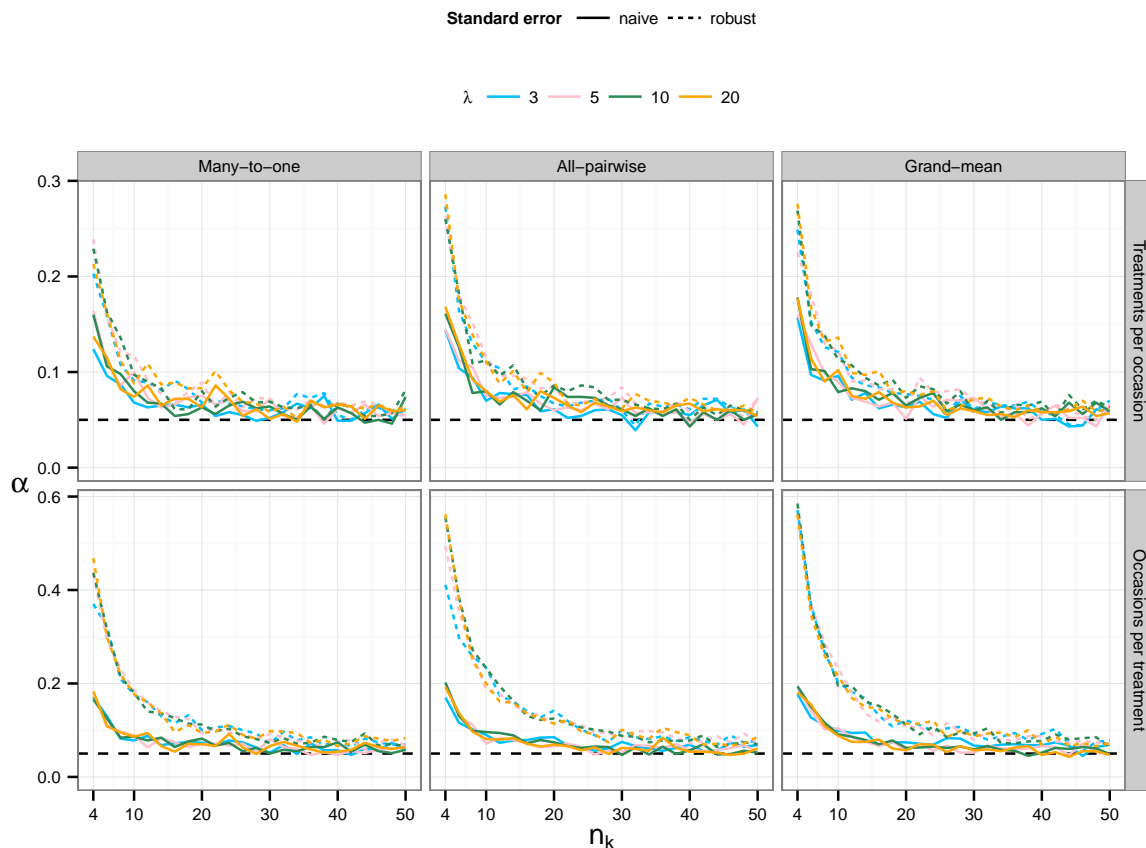 Standard error naive robust
λ 3 5 10 20
Many−to−one All−pairwise Grand−mean
0.3
0.2
0.1
0.0
Treatments per occasion
α
0.6
0.4
0.2
0.0
Occasions per treatment
4 10 20 30 40 50 4 10 20 30 40 50 4 10 20 30 40 50
nk